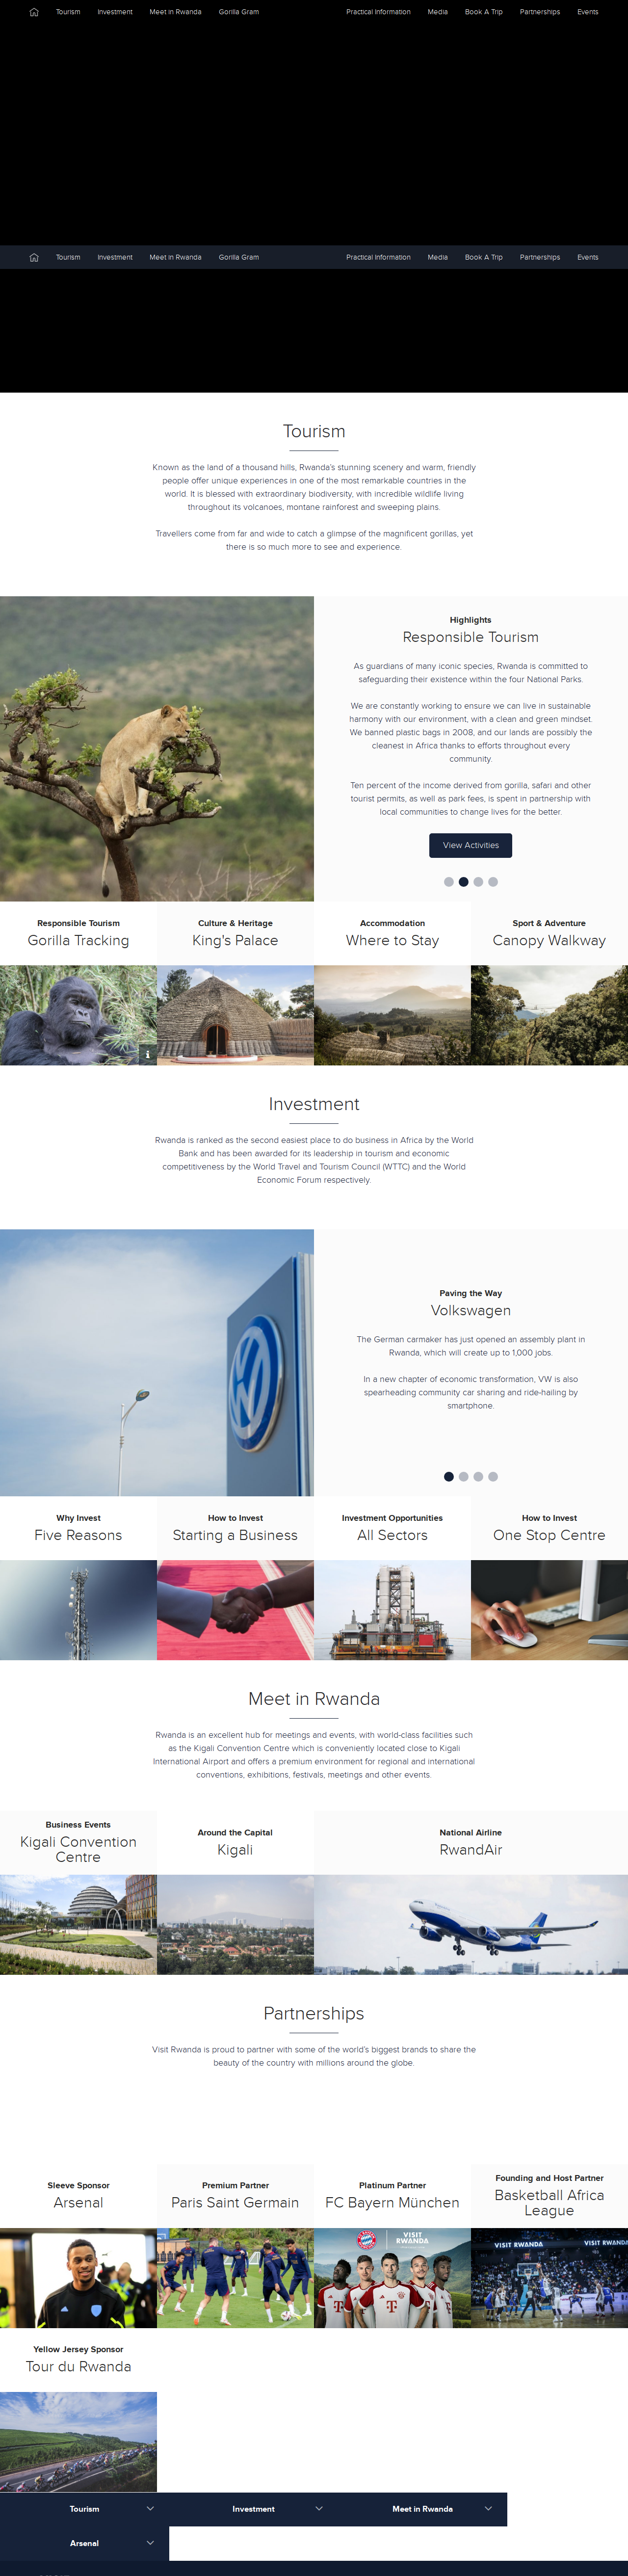 Tourism Investment Meet in Rwanda Gorilla Gram Practical Information Media Book A Trip Partnerships Events
Tourism Investment Meet in Rwanda Gorilla Gram Practical Information Media Book A Trip Partnerships Events
Tourism
Known as the land of a thousand hills, Rwanda's stunning scenery and warm, friendly
people offer unique experiences in one of the most remarkable countries in the
world. It is blessed with extraordinary biodiversity, with incredible wildlife living
throughout its volcanoes, montane rainforest and sweeping plains.
Travellers come from far and wide to catch a glimpse of the magnificent gorillas, yet
there is so much more to see and experience.
Highlights
Responsible Tourism
As guardians of many iconic species, Rwanda is committed to
safeguarding their existence within the four National Parks.
We are constantly working to ensure we can live in sustainable
harmony with our environment, with a clean and green mindset.
We banned plastic bags in 2008, and our lands are possibly the
cleanest in Africa thanks to efforts throughout every
community.
Ten percent of the income derived from gorilla, safari and other
tourist permits, as well as park fees, is spent in partnership with
local communities to change lives for the better.
View Activities
Responsible Tourism
Gorilla Tracking
Culture & Heritage
King's Palace
Accommodation
Where to Stay
Sport & Adventure
Canopy Walkway
Investment
Rwanda is ranked as the second easiest place to do business in Africa by the World
Bank and has been awarded for its leadership in tourism and economic
competitiveness by the World Travel and Tourism Council (WTTC) and the World
Economic Forum respectively.
Paving the Way
Volkswagen
The German carmaker has just opened an assembly plant in
Rwanda, which will create up to 1,000 jobs.
In a new chapter of economic transformation, VW is also
spearheading community car sharing and ride-hailing by
smartphone.
Why Invest
Five Reasons
How to Invest
Starting a Business
Investment Opportunities
All Sectors
How to Invest
One Stop Centre
Meet in Rwanda
Rwanda is an excellent hub for meetings and events, with world-class facilities such
as the Kigali Convention Centre which is conveniently located close to Kigali
International Airport and offers a premium environment for regional and international
conventions, exhibitions, festivals, meetings and other events.
Business Events
Kigali Convention
Centre
Around the Capital
Kigali
National Airline
RwandAir
Partnerships
Visit Rwanda is proud to partner with some of the world's biggest brands to share the
beauty of the country with millions around the globe.
Sleeve Sponsor
Arsenal
Premium Partner
Paris Saint Germain
Platinum Partner
FC Bayern München
Founding and Host Partner
Basketball Africa
League
VISIT
RWANDA
VISIT RWANDA
VISIT RWANDA
Yellow Jersey Sponsor
Tour du Rwanda
Tourism Investment Meet in Rwanda
Arsenal